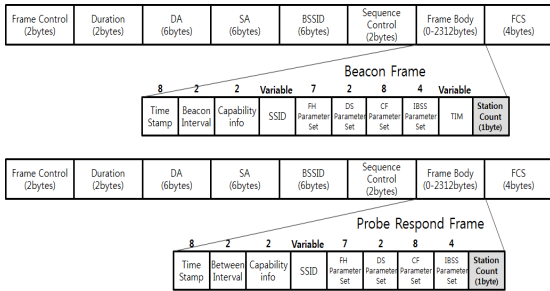 Frame Control
(2bytes)
Duration
(2bytes)
DA
(6bytes)
SA
(6bytes)
BSSID
(6bytes)
Sequence
Control
(2bytes)
Frame Body
(0-2312bytes)
FCS
(4bytes)
Beacon Frame
8 2 2 Variable 7 2 8 4 Variable
Time
Stamp
Beacon
Interval
Capability
info
SSID
FH
Parameter
Set
DS
Parameter
Set
CF
Parameter
Set
IBSS
Parameter
Set
TIM
Station
Count
(1byte)
Frame Control
(2bytes)
Duration
(2bytes)
DA
(6bytes)
SA
(6bytes)
BSSID
(6bytes)
Sequence
Control
(2bytes)
Frame Body
(0-2312bytes)
FCS
(4bytes)
Probe Respond Frame
8 2 2 Variable 7 2 8 4
Time
Stamp
Between
Interval
Capability
info
SSID
FH
Parameter
Set
DS
Parameter
Set
CF
Parameter
Set
IBSS
Parameter
Set
Station
Count
(1byte)